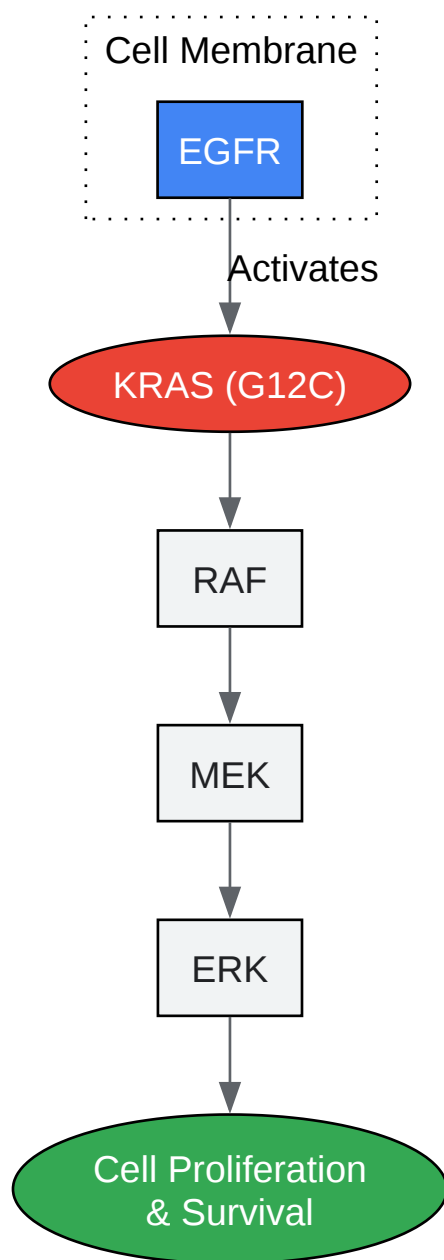 Cell Membrane
EGFR
Activates
KRAS (G12C)
RAF
MEK
ERK
Cell Proliferation
& Survival